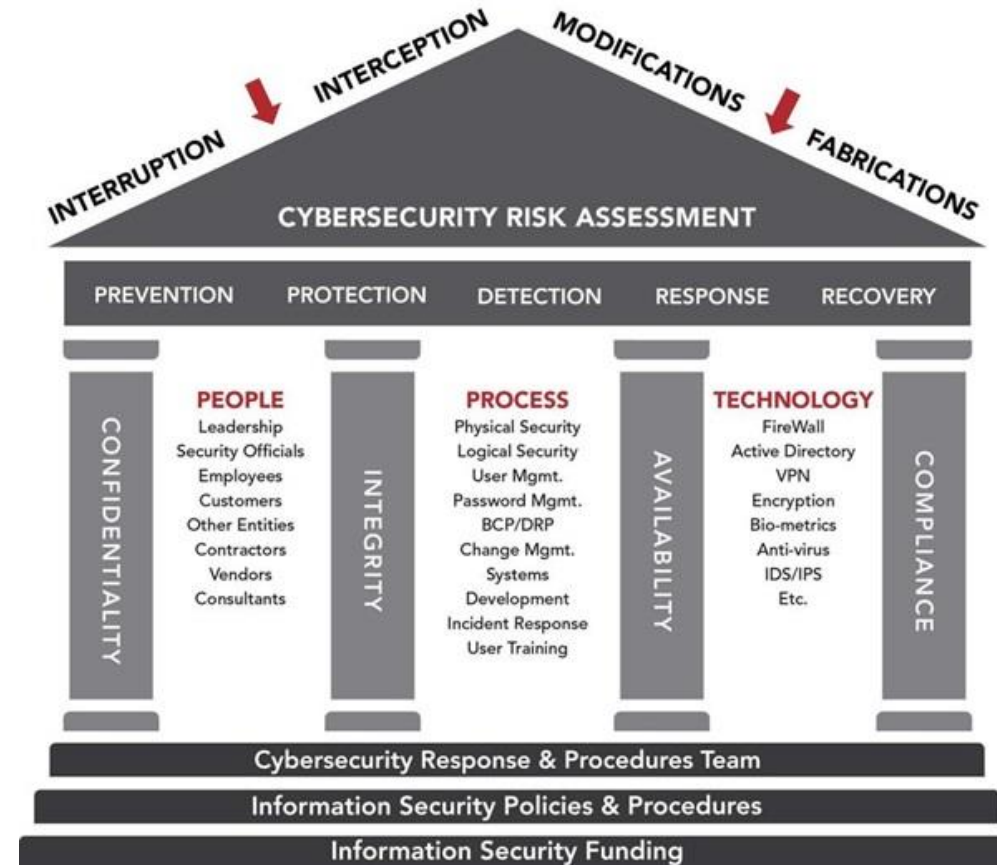 INTERRUPTION
INTERCEPTION
MODIFICATIONS
FABRICATIONS
CYBERSECURITY RISK ASSESSMENT
PREVENTION PROTECTION DETECTION RESPONSE RECOVERY
CONFIDENTIALITY
PEOPLE
Leadership
Security Officials
Employees
Customers
Other Entities
Contractors
Vendors
Consultants
INTEGRITY
PROCESS
Physical Security
Logical Security
User Mgmt.
Password Mgmt.
BCP/DRP
Change Mgmt.
Systems
Development
Incident Response
User Training
AVAILABILITY
TECHNOLOGY
FireWall
Active Directory
VPN
Encryption
Bio-metrics
Anti-virus
IDS/IPS
Etc.
COMPLIANCE
Cybersecurity Response & Procedures Team
Information Security Policies & Procedures
Information Security Funding